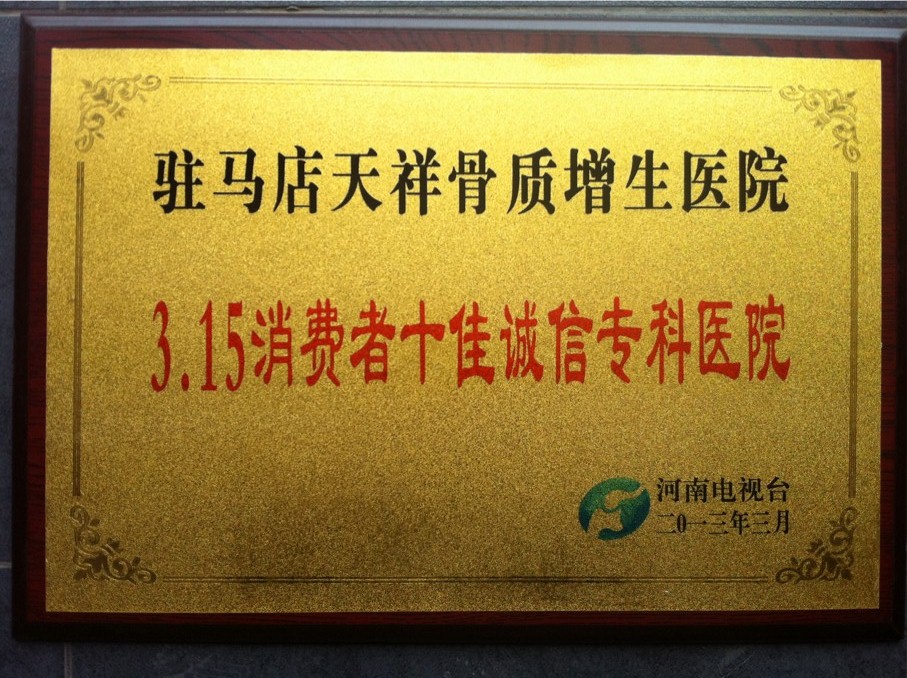 驻马店天祥骨质增生医院
3.15消费者十佳诚信专科医院
河南电视台
二0一三年三月